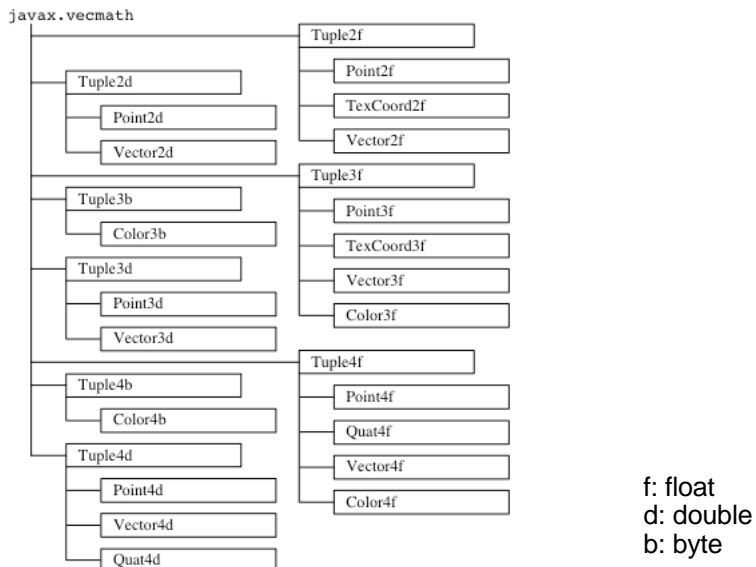 javax.vecmath
Tuple2f
Point2f
TexCoord2f
Vector2f
Tuple2d
Point2d
Vector2d
Tuple3f
Point3f
TexCoord3f
Vector3f
Color3f
Tuple3b
Color3b
Tuple3d
Point3d
Vector3d
Tuple4f
Point4f
Quat4f
Vector4f
Color4f
Tuple4b
Color4b
Tuple4d
Point4d
Vector4d
Quat4d
f: float
d: double
b: byte